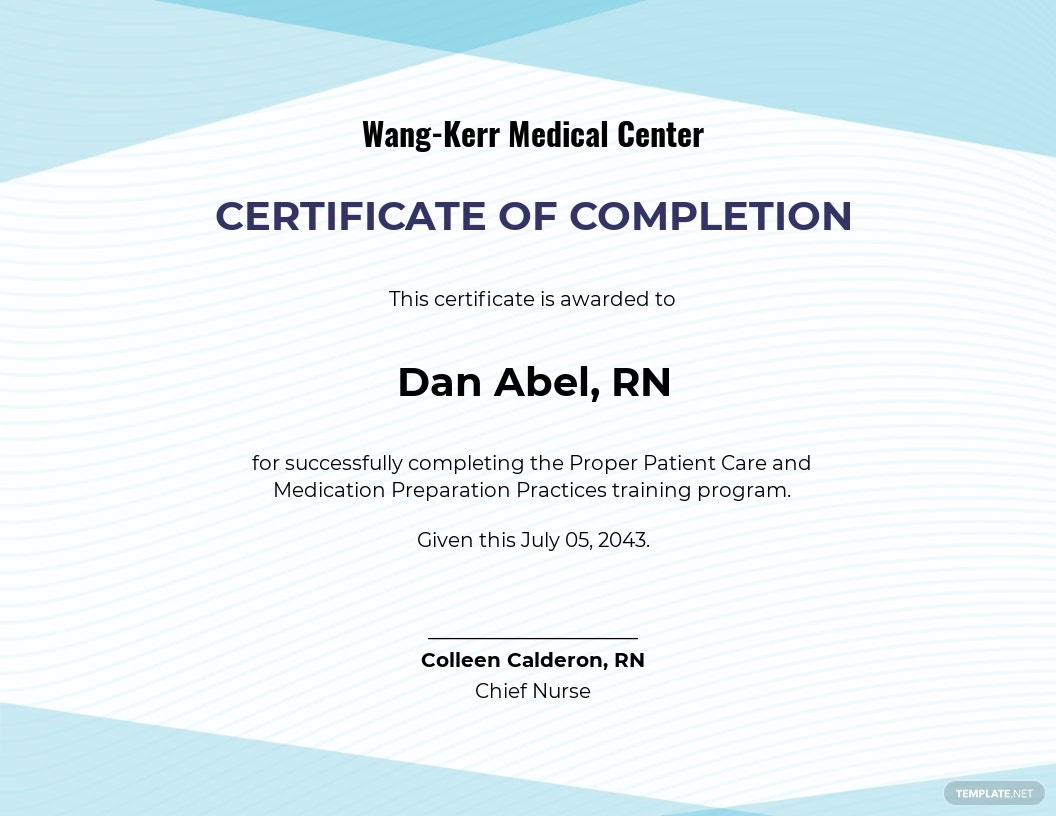 Wang-Kerr Medical Center
CERTIFICATE OF COMPLETION
This certificate is awarded to
Dan Abel, RN
for successfully completing the Proper Patient Care and
Medication Preparation Practices training program.
Given this July 05, 2043.
Colleen Calderon, RN
Chief Nurse
TEMPLATE.NET